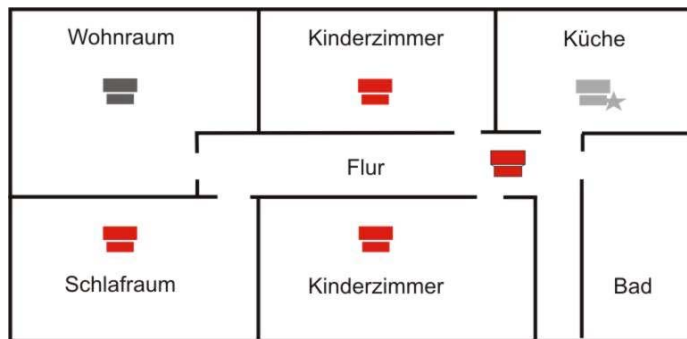 Wohnraum
Kinderzimmer
Küche
Flur
Schlafraum
Kinderzimmer
Bad